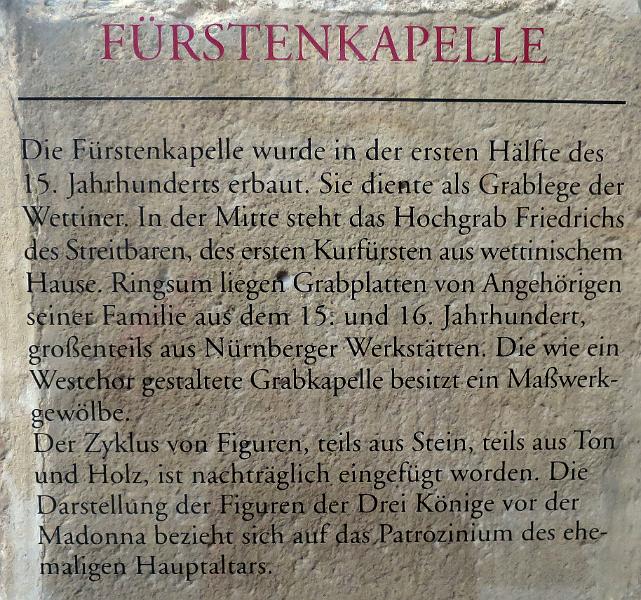 FÜRSTENKAPELLE
Die Fürstenkapelle wurde in der ersten Hälfte des
15. Jahrhunderts erbaut. Sie diente als Grablege der
Wettiner. In der Mitte steht das Hochgrab Friedrichs
des Streitbaren, des ersten Kurfürsten aus wettinischem
Hause. Ringsum liegen Grabplatten von Angehörigen
seiner Familie aus dem 15. und 16. Jahrhundert,
großenteils aus Nürnberger Werkstätten. Die wie ein
Westchor gestaltete Grabkapelle besitzt ein Maßwerk-
gewölbe.
Der Zyklus von Figuren, teils aus Stein, teils aus Ton
und Holz, ist nachträglich eingefügt worden. Die
Darstellung der Figuren der Drei Könige vor der
Madonna bezieht sich auf das Patrozinium des ehe-
maligen Hauptaltars.